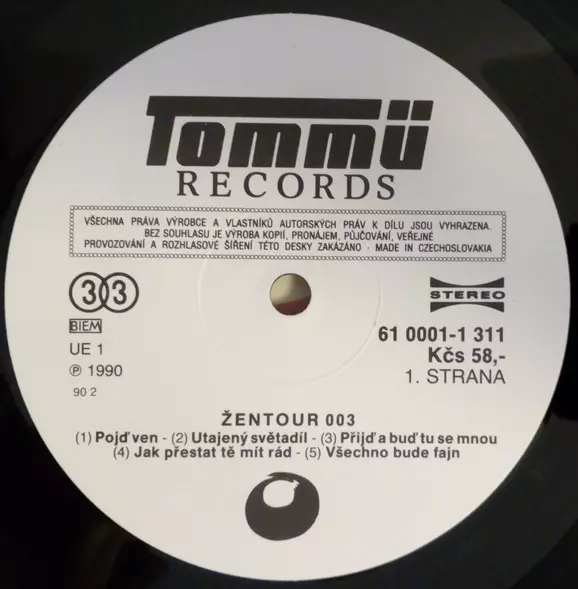 Tommü
RECORDS
VŠECHNA PRÁVA VÝROBCE A VLASTNÍKŮ AUTORSKÝCH PRÁV K DÍLU JSOU VYHRAZENA.
BEZ SOUHLASU JE VÝROBA KOPIÍ, PRONÁJEM, PŮJČOVÁNÍ, VEŘEJNÉ
PROVOZOVÁNÍ A ROZHLASOVÉ ŠÍŘENÍ TÉTO DESKY ZAKÁZÁNO · MADE IN CZECHOSLOVAKIA
33
STEREO
BIEM
UE 1
℗ 1990
90 2
61 0001-1 311
Kčs 58,-
1. STRANA
ŽENTOUR 003
(1) Pojď ven - (2) Utajený světadíl - (3) Přijď a buď tu se mnou
(4) Jak přestat tě mít rád - (5) Všechno bude fajn